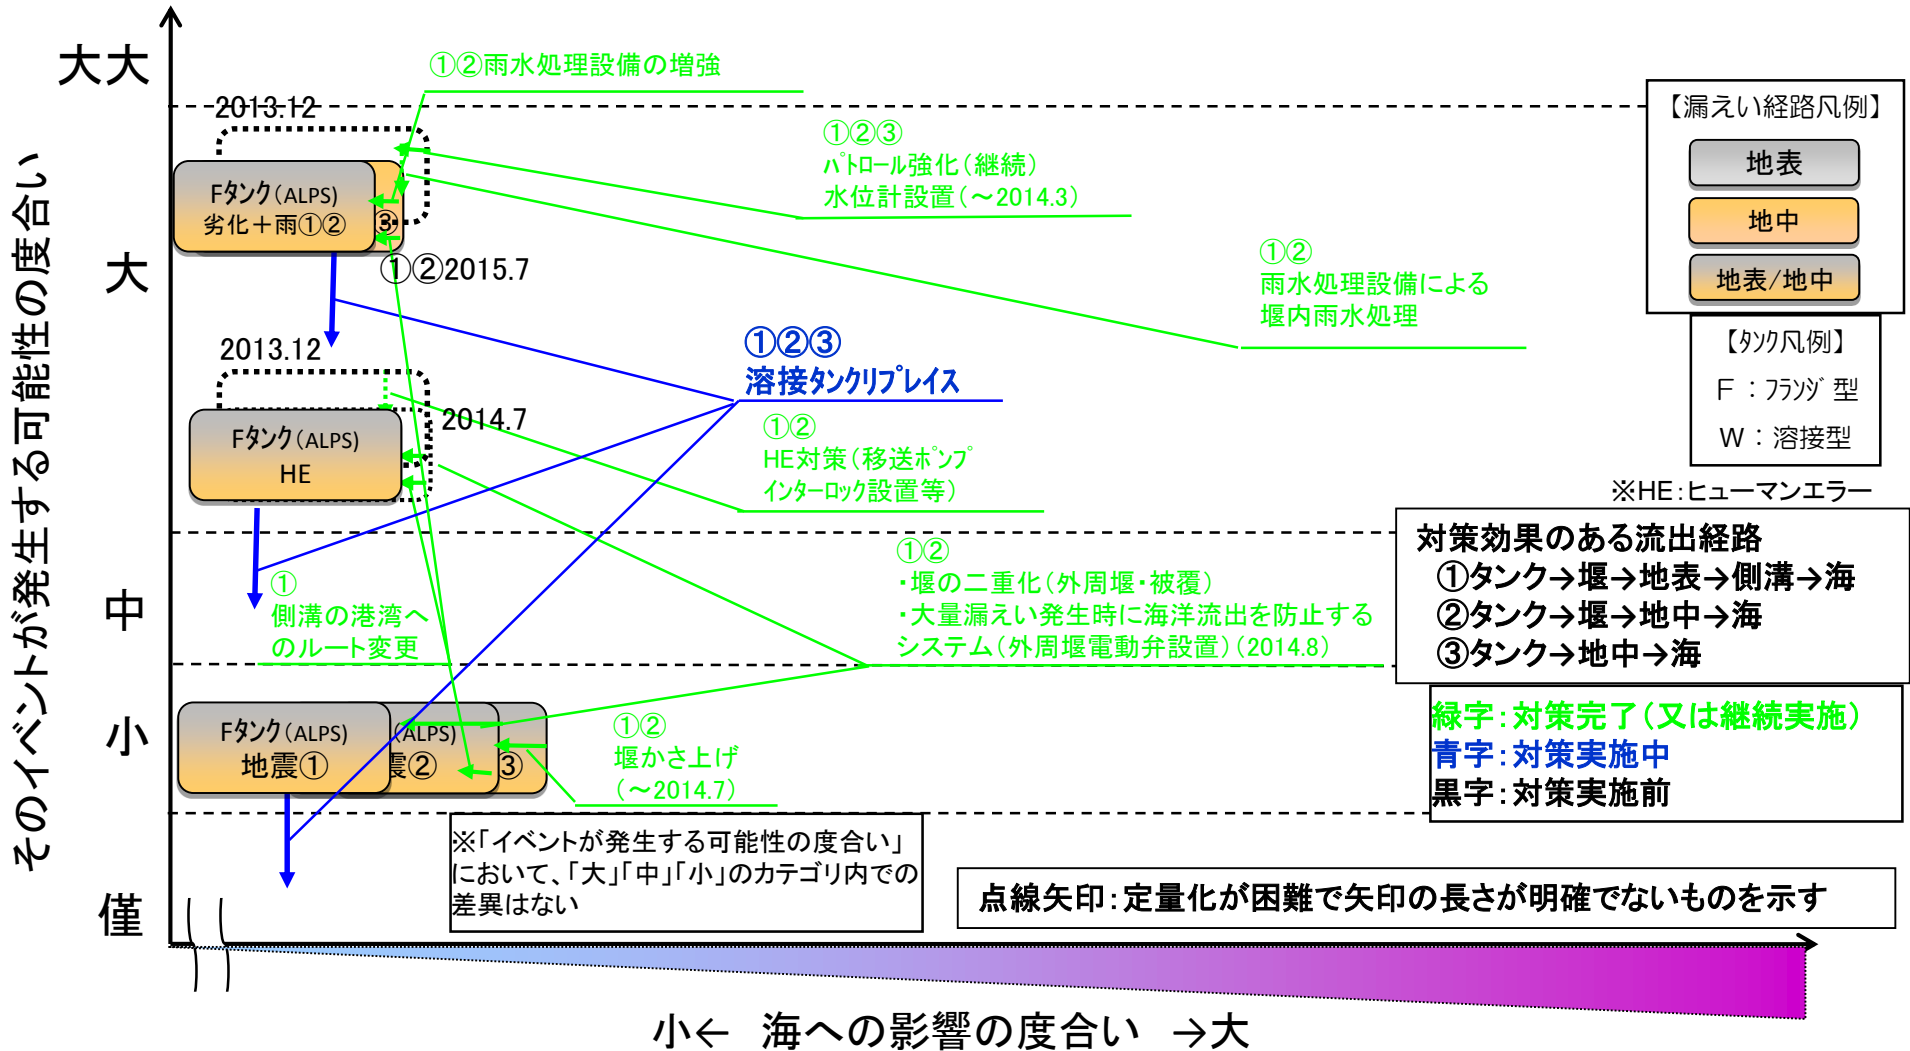 そのイベントが発生する可能性の度合い
大大
大
中
小
僅
①②雨水処理設備の増強
2013.12
Fタンク(ALPS)
劣化＋雨①②
③
①②2015.7
①②③
パトロール強化(継続)
水位計設置(～2014.3)
①②
雨水処理設備による
堰内雨水処理
2013.12
2014.7
Fタンク(ALPS)
HE
①②③
溶接タンクリプレイス
①②
HE対策(移送ポンプ
インターロック設置等)
①
側溝の港湾へ
のルート変更
①②
・堰の二重化(外周堰・被覆)
・大量漏えい発生時に海洋流出を防止する
システム(外周堰電動弁設置)(2014.8)
Fタンク(ALPS)
地震①
(ALPS)
震②
③
①②
堰かさ上げ
(～2014.7)
※「イベントが発生する可能性の度合い」
において、「大」「中」「小」のカテゴリ内での
差異はない
【漏えい経路凡例】
地表
地中
地表/地中
【タンク凡例】
F：フランジ型
W：溶接型
※HE：ヒューマンエラー
対策効果のある流出経路
①タンク→堰→地表→側溝→海
②タンク→堰→地中→海
③タンク→地中→海
緑字：対策完了(又は継続実施)
青字：対策実施中
黒字：対策実施前
点線矢印：定量化が困難で矢印の長さが明確でないものを示す
小← 海への影響の度合い →大